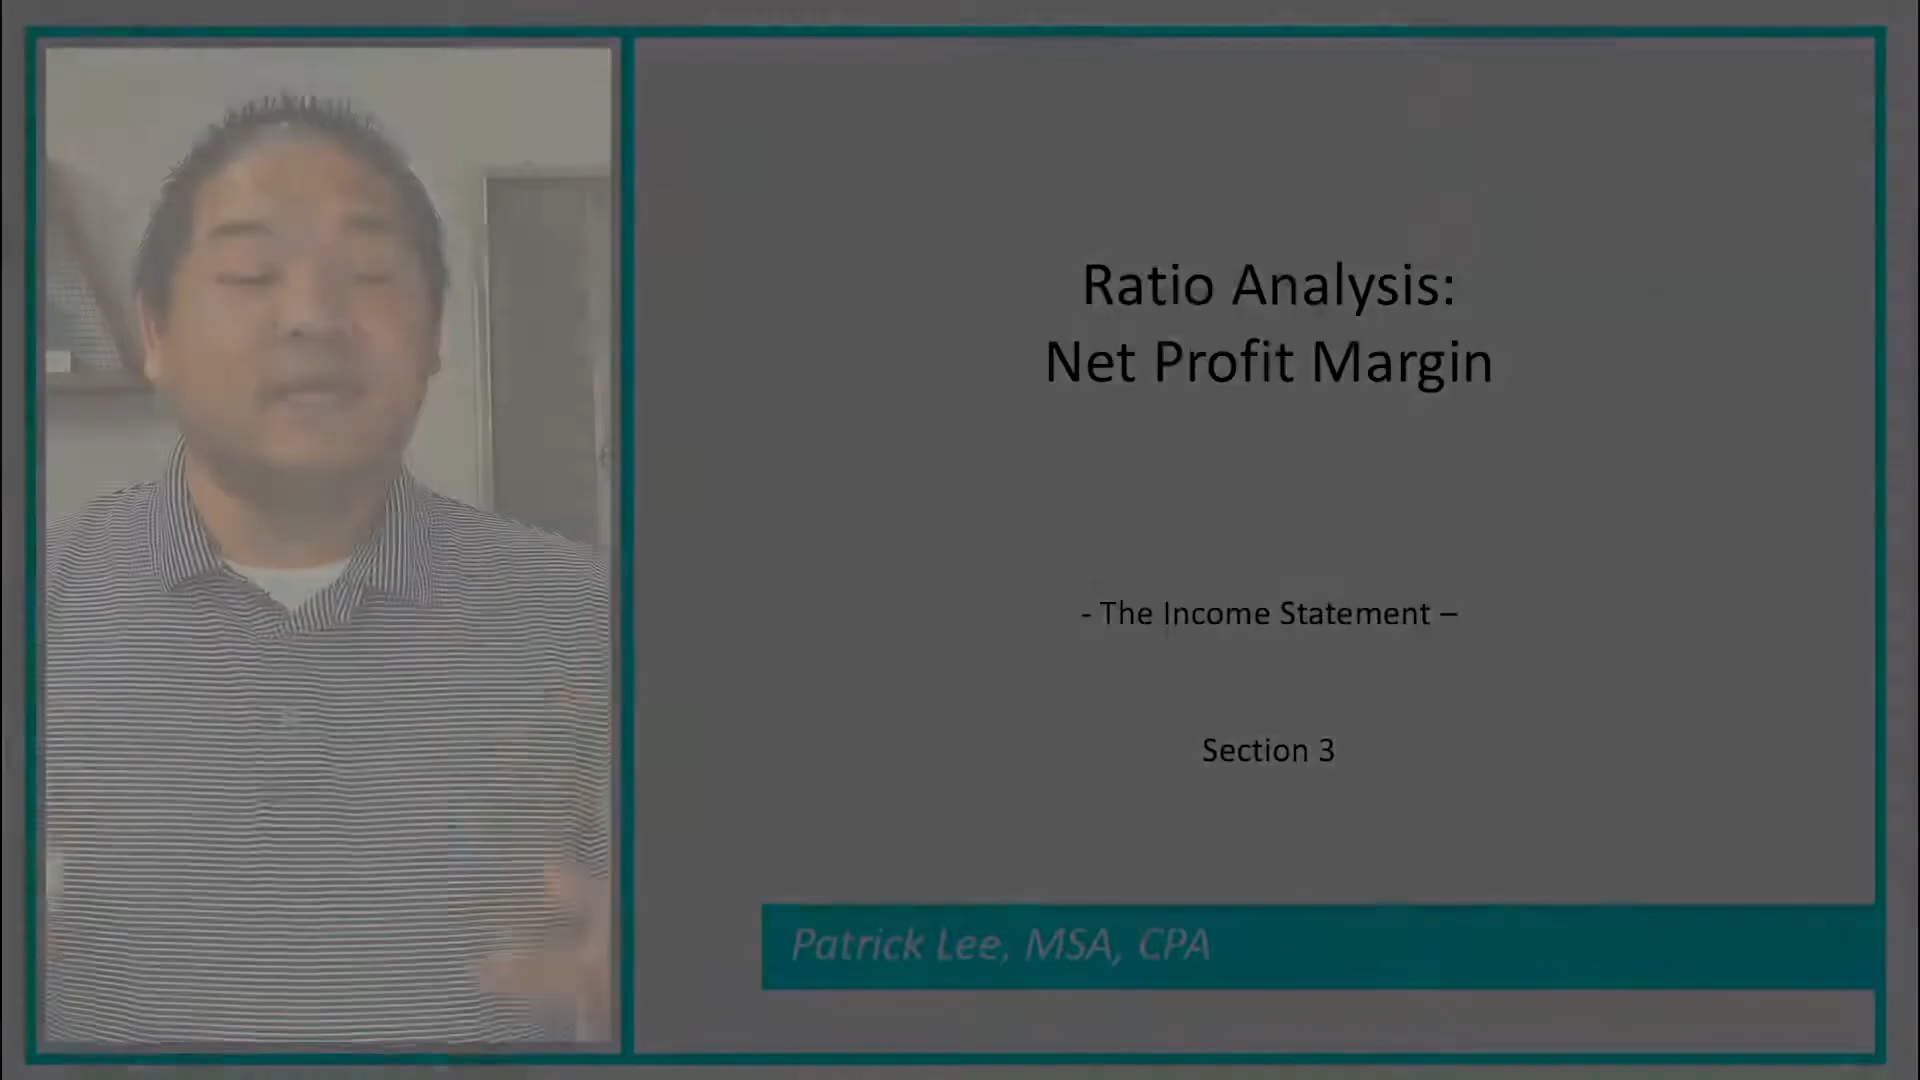 Ratio Analysis:
Net Profit Margin
- The Income Statement –
Section 3
Patrick Lee, MSA, CPA